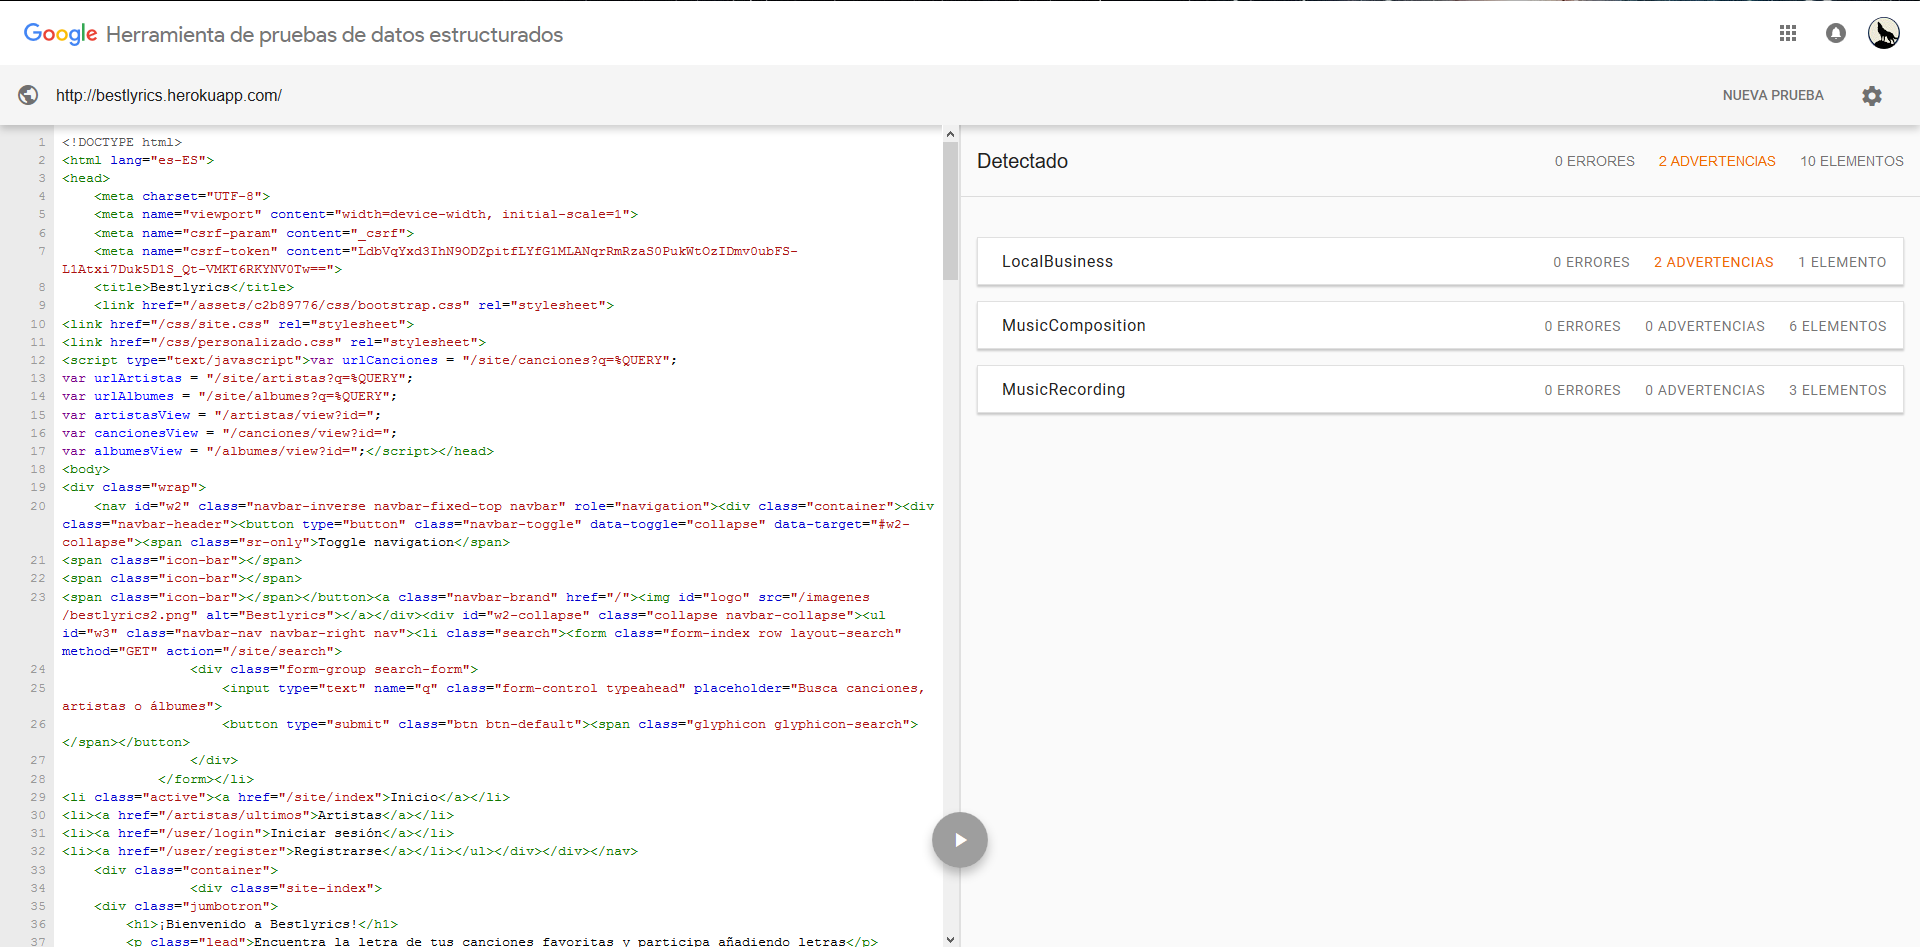 Google Herramienta de pruebas de datos estructurados
http://bestlyrics.herokuapp.com/
NUEVA PRUEBA
1 <!DOCTYPE html>
2 <html lang="es-ES">
3 <head>
4 <meta charset="UTF-8">
5 <meta name="viewport" content="width=device-width, initial-scale=1">
6 <meta name="csrf-param" content="_csrf">
7 <meta name="csrf-token" content="LdbVqYxd3IhN9ODZpitfLYfG1MLANqrRmRzaS0PukWtOzIDmv0ubFS-
L1Atxi7Duk5D1S_Qt-VMKT6RKYNV0Tw==">
8 <title>Bestlyrics</title>
9 <link href="/assets/c2b89776/css/bootstrap.css" rel="stylesheet">
10 <link href="/css/site.css" rel="stylesheet">
11 <link href="/css/personalizado.css" rel="stylesheet">
12 <script type="text/javascript">var urlCanciones = "/site/canciones?q=%QUERY";
13 var urlArtistas = "/site/artistas?q=%QUERY";
14 var urlAlbumes = "/site/albumes?q=%QUERY";
15 var artistasView = "/artistas/view?id=";
16 var cancionesView = "/canciones/view?id=";
17 var albumesView = "/albumes/view?id=";</script></head>
18 <body>
19 <div class="wrap">
20 <nav id="w2" class="navbar-inverse navbar-fixed-top navbar" role="navigation"><div class="container"><div
class="navbar-header"><button type="button" class="navbar-toggle" data-toggle="collapse" data-target="#w2-
collapse"><span class="sr-only">Toggle navigation</span>
21 <span class="icon-bar"></span>
22 <span class="icon-bar"></span>
23 <span class="icon-bar"></span></button><a class="navbar-brand" href="/"><img id="logo" src="/imagenes
/bestlyrics2.png" alt="Bestlyrics"></a></div><div id="w2-collapse" class="collapse navbar-collapse"><ul
id="w3" class="navbar-nav navbar-right nav"><li class="search"><form class="form-index row layout-search"
method="GET" action="/site/search">
24 <div class="form-group search-form">
25 <input type="text" name="q" class="form-control typeahead" placeholder="Busca canciones,
artistas o álbumes">
26 <button type="submit" class="btn btn-default"><span class="glyphicon glyphicon-search">
</span></button>
27 </div>
28 </form></li>
29 <li class="active"><a href="/site/index">Inicio</a></li>
30 <li><a href="/artistas/ultimos">Artistas</a></li>
31 <li><a href="/user/login">Iniciar sesión</a></li>
32 <li><a href="/user/register">Registrarse</a></li></ul></div></div></nav>
33 <div class="container">
34 <div class="site-index">
35 <div class="jumbotron">
36 <h1>¡Bienvenido a Bestlyrics!</h1>
37 <p class="lead">Encuentra la letra de tus canciones favoritas y participa añadiendo letras</p>
Detectado 0 ERRORES 2 ADVERTENCIAS 10 ELEMENTOS
LocalBusiness 0 ERRORES 2 ADVERTENCIAS 1 ELEMENTO
MusicComposition 0 ERRORES 0 ADVERTENCIAS 6 ELEMENTOS
MusicRecording 0 ERRORES 0 ADVERTENCIAS 3 ELEMENTOS